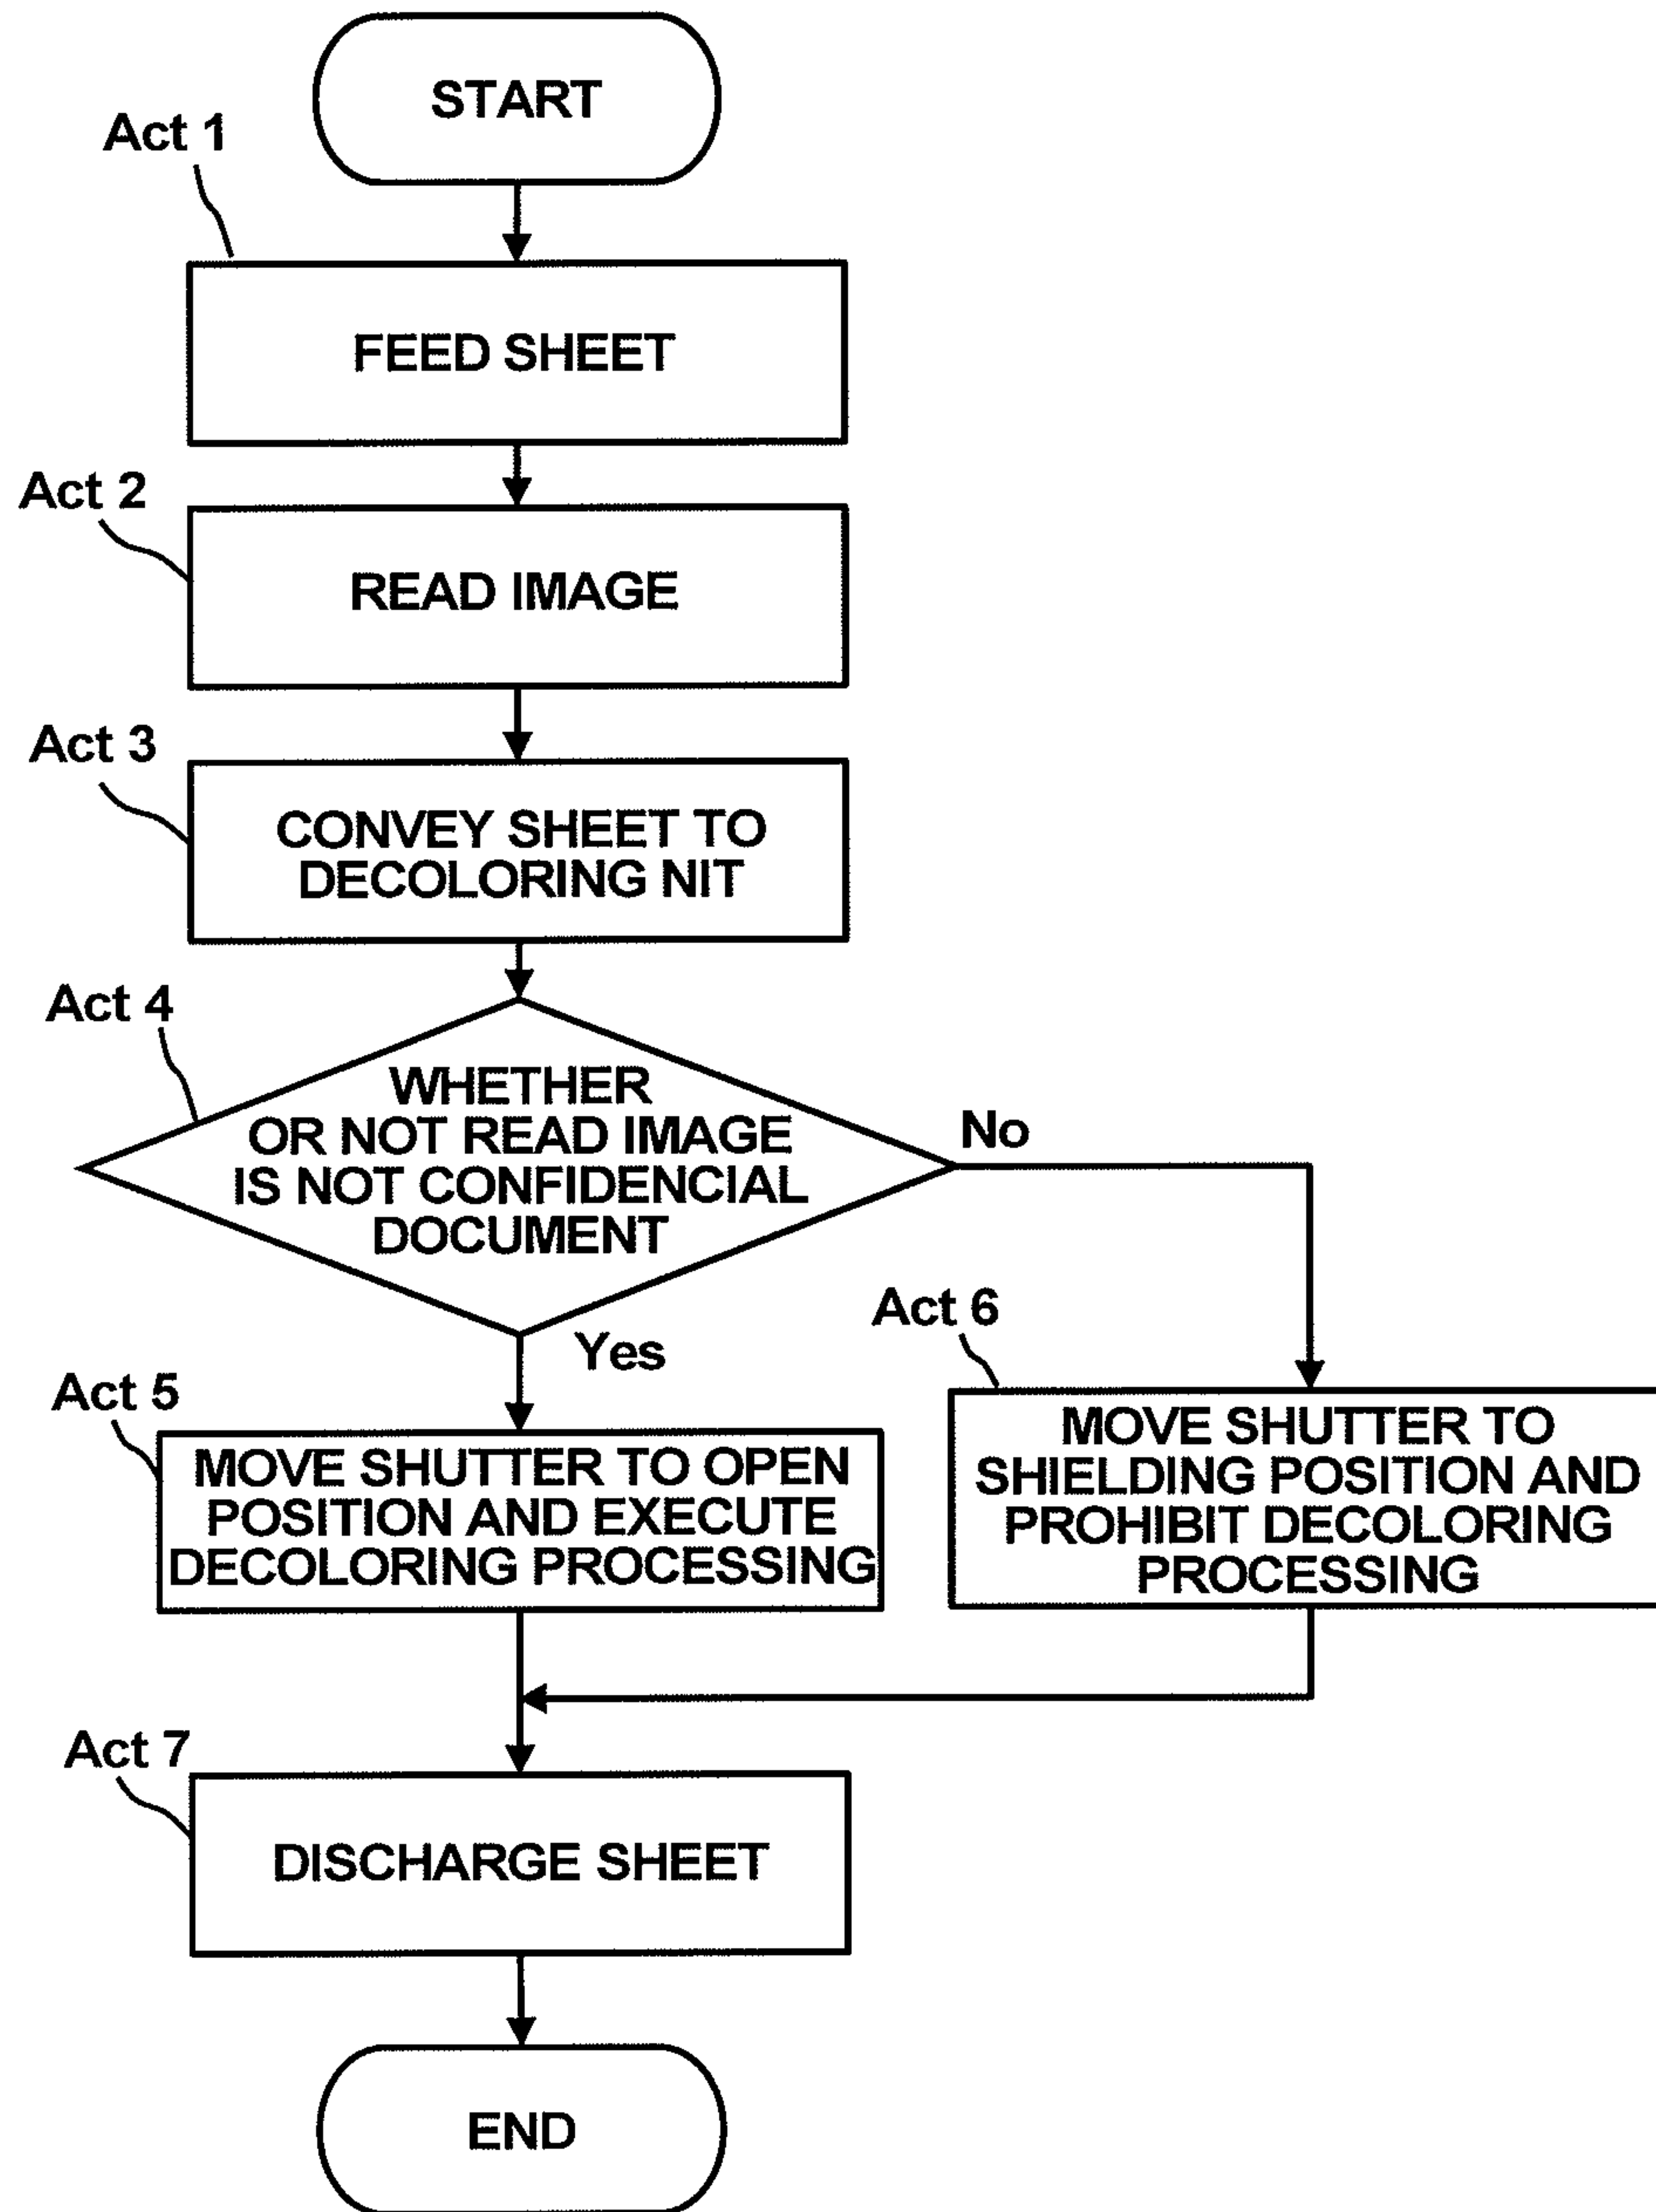 START
Act 1
FEED SHEET
Act 2
READ IMAGE
Act 3
CONVEY SHEET TO
DECOLORING NIT
Act 4
WHETHER
OR NOT READ IMAGE
IS NOT CONFIDENCIAL
DOCUMENT
No
Yes
Act 5
MOVE SHUTTER TO OPEN
POSITION AND EXECUTE
DECOLORING PROCESSING
Act 6
MOVE SHUTTER TO
SHIELDING POSITION AND
PROHIBIT DECOLORING
PROCESSING
Act 7
DISCHARGE SHEET
END